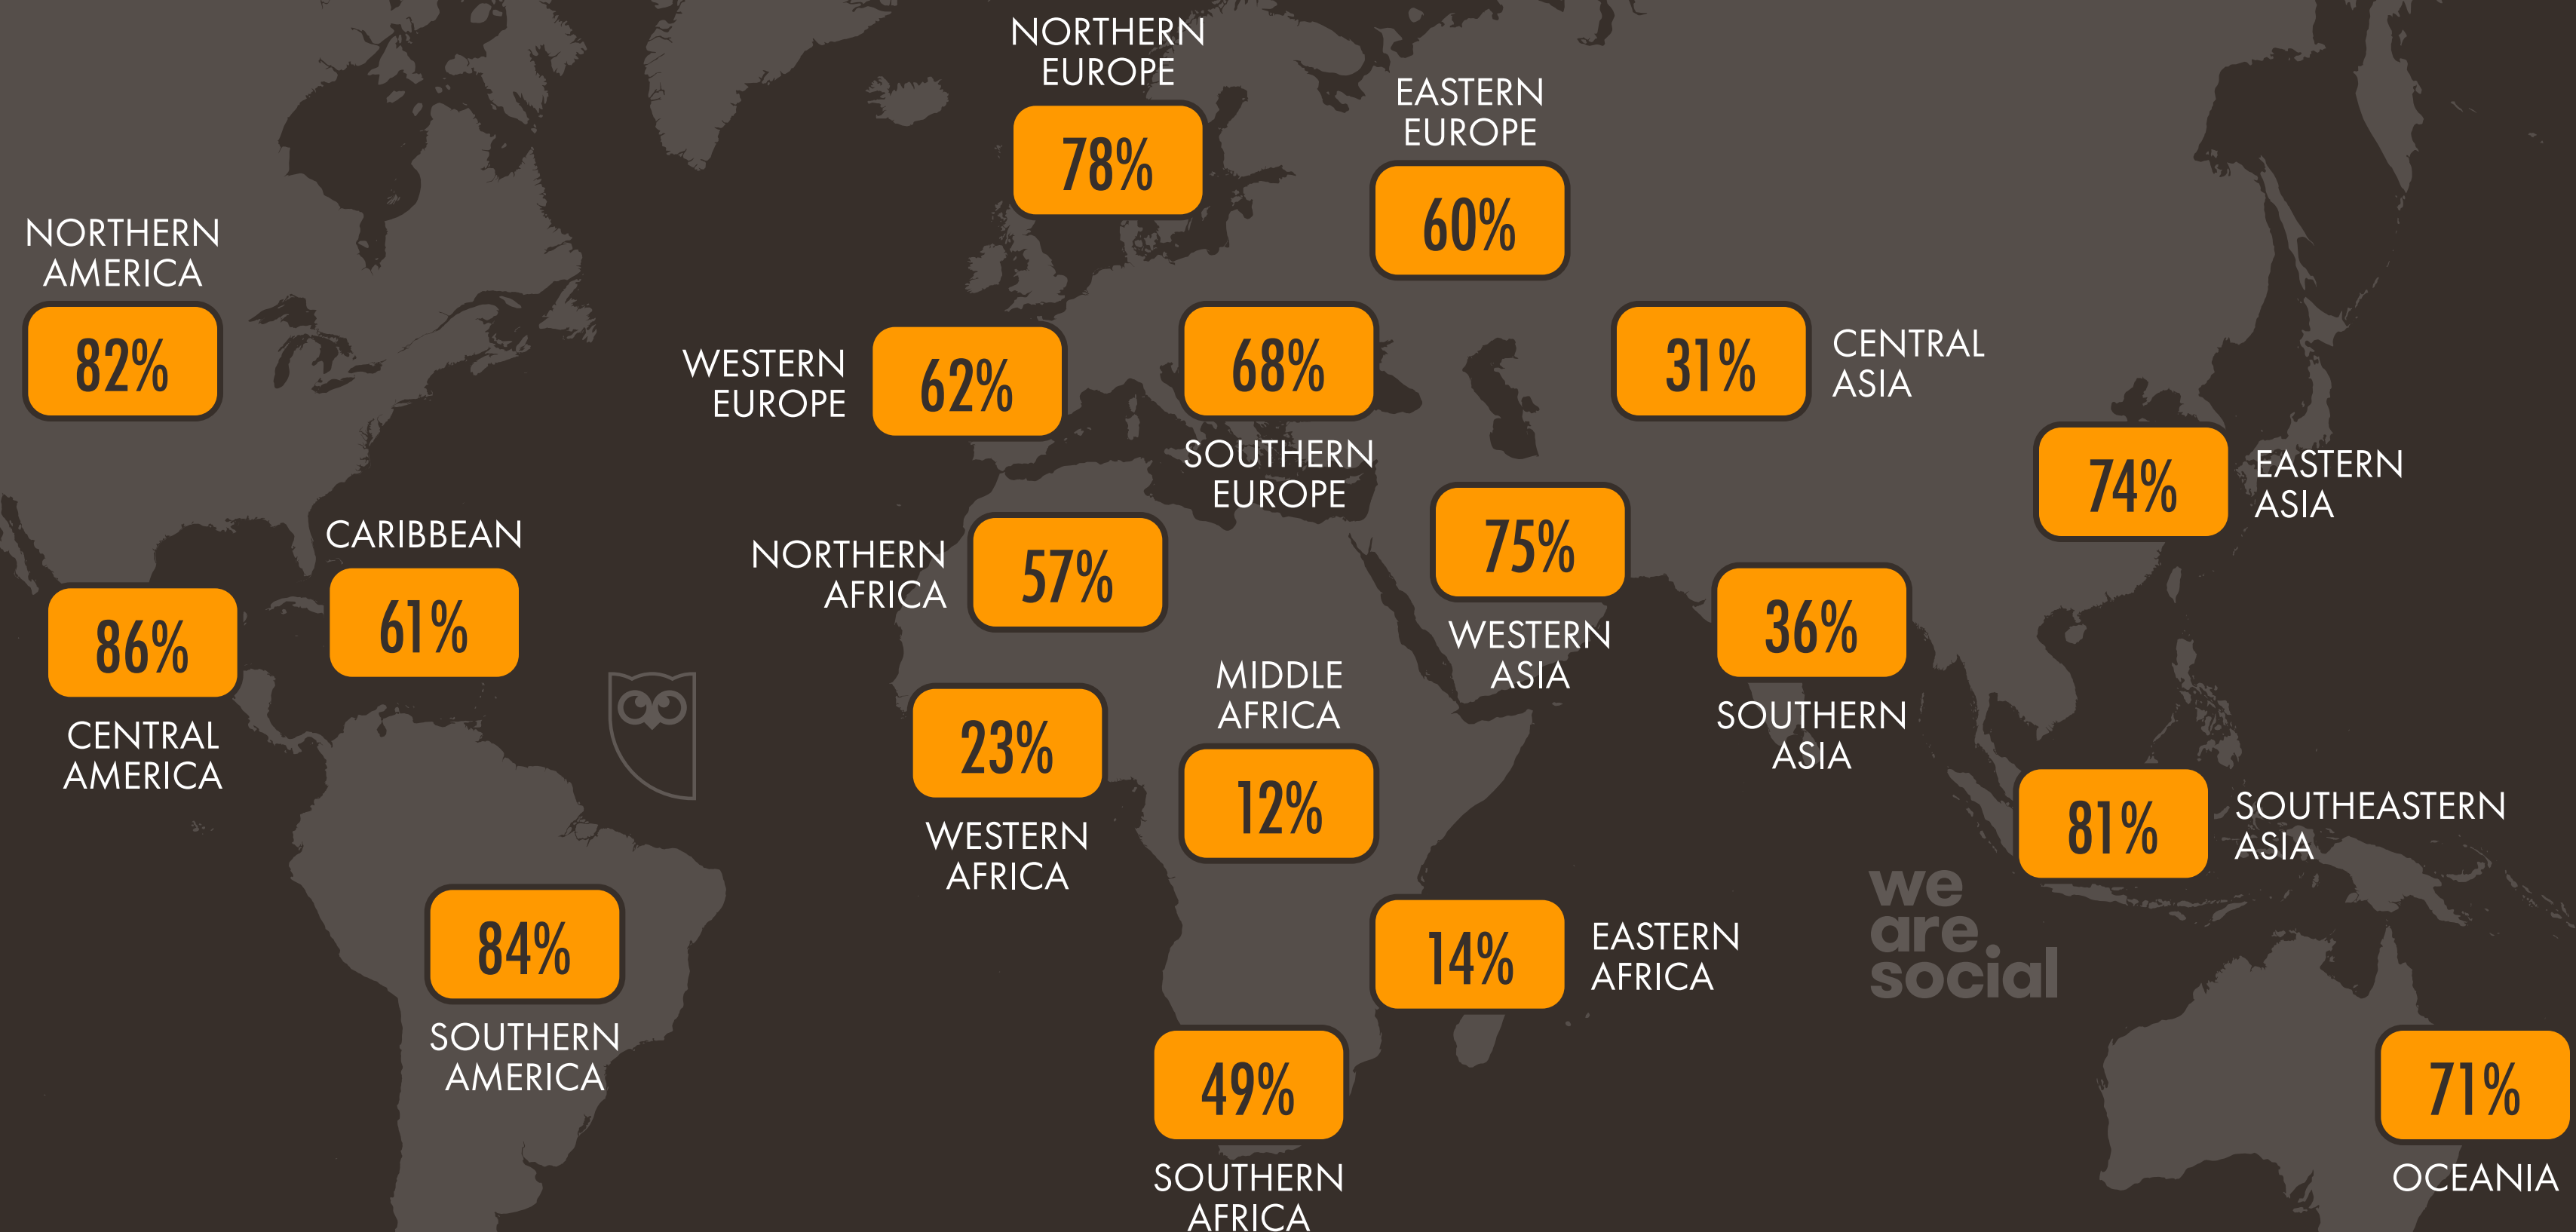 NORTHERN
EUROPE
78%
EASTERN
EUROPE
60%
NORTHERN
AMERICA
82%
WESTERN
EUROPE
62%
68%
SOUTHERN
EUROPE
31%
CENTRAL
ASIA
74%
EASTERN
ASIA
CARIBBEAN
61%
86%
CENTRAL
AMERICA
NORTHERN
AFRICA
57%
75%
WESTERN
ASIA
36%
SOUTHERN
ASIA
23%
WESTERN
AFRICA
MIDDLE
AFRICA
12%
81%
SOUTHEASTERN
ASIA
84%
SOUTHERN
AMERICA
14%
EASTERN
AFRICA
we
are
social
49%
SOUTHERN
AFRICA
71%
OCEANIA